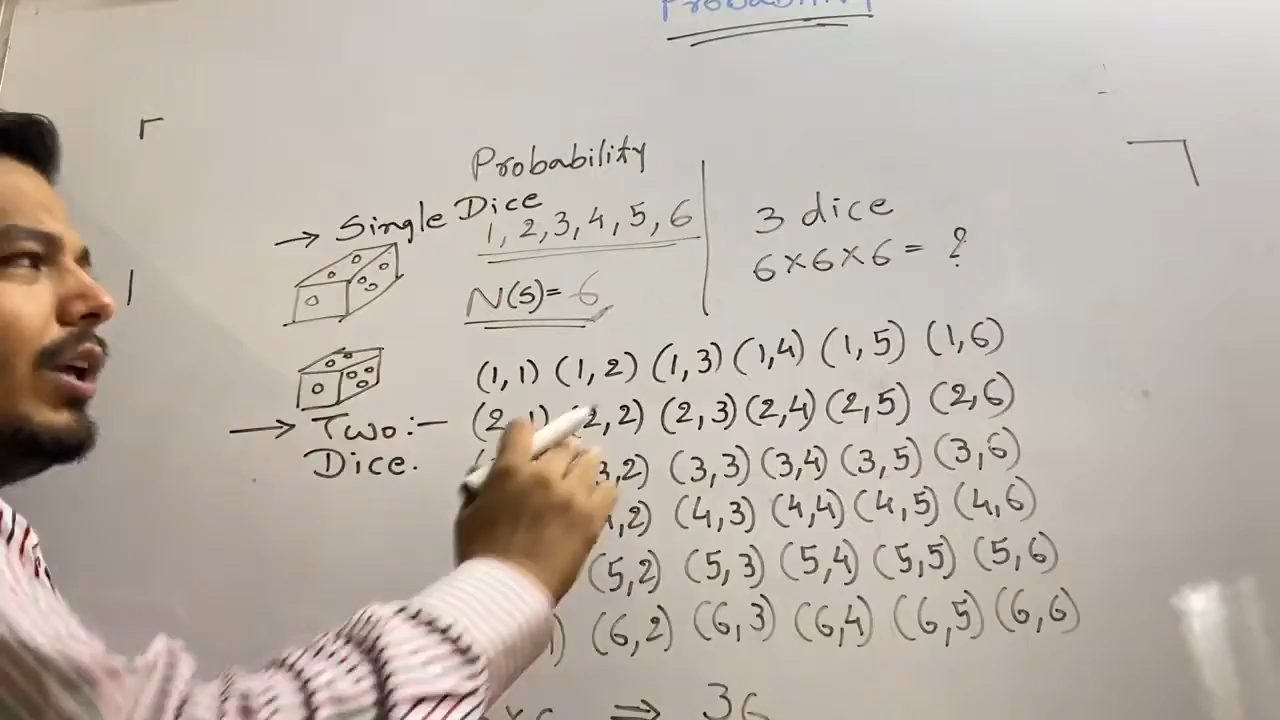 Probability
Probability
→ Single Dice
1, 2, 3, 4, 5, 6
N(S)= 6
3 dice
6×6×6 = ?
→ Two:-
Dice.
(1,1) (1,2) (1,3) (1,4) (1,5) (1,6)
(2,1) (2,2) (2,3) (2,4) (2,5) (2,6)
3,2) (3,3) (3,4) (3,5) (3,6)
4,2) (4,3) (4,4) (4,5) (4,6)
(5,2) (5,3) (5,4) (5,5) (5,6)
1) (6,2) (6,3) (6,4) (6,5) (6,6)
⇒ 36